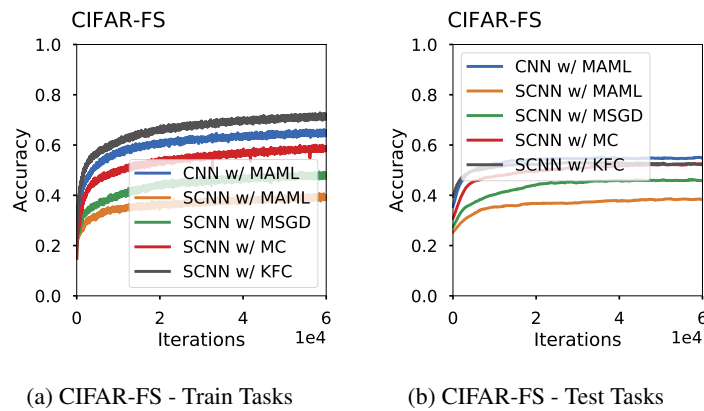 CIFAR-FS
1.0
0.8
0.6
0.4
0.2
0.0
Accuracy
CNN w/ MAML
SCNN w/ MAML
SCNN w/ MSGD
SCNN w/ MC
SCNN w/ KFC
0 2 4 6
Iterations
1e4
(a) CIFAR-FS - Train Tasks
CIFAR-FS
1.0
0.8
0.6
0.4
0.2
0.0
Accuracy
CNN w/ MAML
SCNN w/ MAML
SCNN w/ MSGD
SCNN w/ MC
SCNN w/ KFC
0 2 4 6
Iterations
1e4
(b) CIFAR-FS - Test Tasks